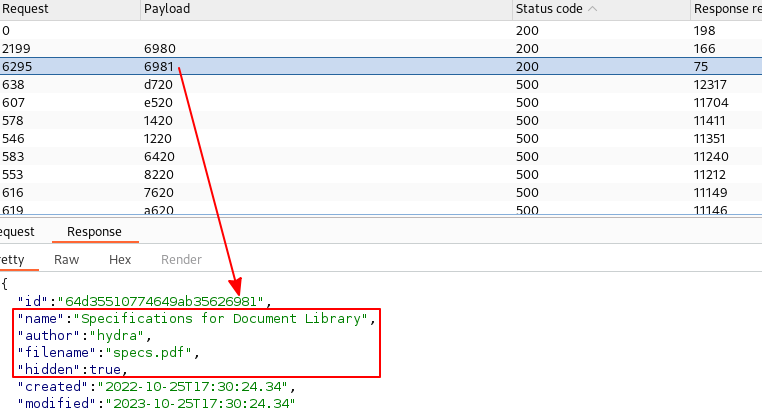 Request Payload Status code Response re
0 200 198
2199 6980 200 166
6295 6981 200 75
638 d720 500 12317
607 e520 500 11704
578 1420 500 11411
546 1220 500 11351
583 6420 500 11240
553 8220 500 11212
616 7620 500 11149
619 a620 500 11146
equest Response
etty Raw Hex Render
{
"id":"64d35510774649ab35626981",
"name":"Specifications for Document Library",
"author":"hydra",
"filename":"specs.pdf",
"hidden":true,
"created":"2022-10-25T17:30:24.34",
"modified":"2023-10-25T17:30:24.34"